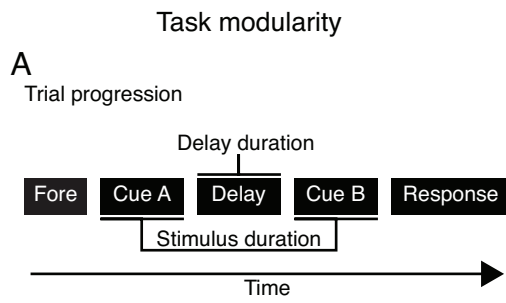 Task modularity
A
Trial progression
Delay duration
Fore Cue A Delay Cue B Response
Stimulus duration
Time